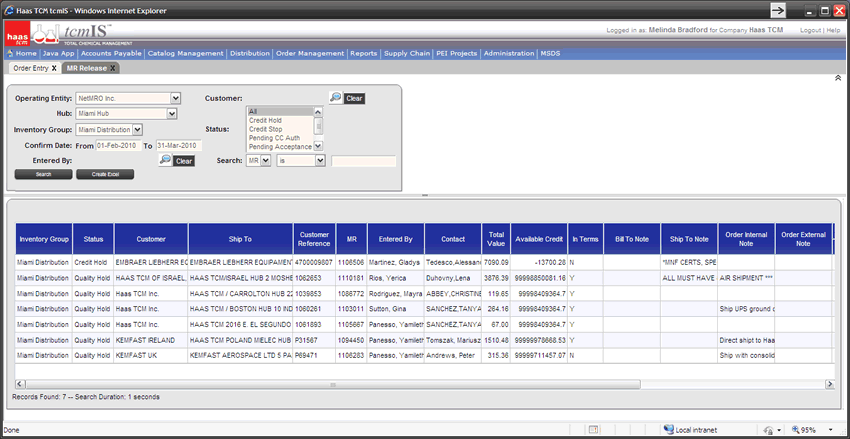 Haas TCM tcmIS - Windows Internet Explorer
haas tcm
tcmIS
TOTAL CHEMICAL MANAGEMENT
Logged in as: Melinda Bradford for Company Haas TCM Logout | Help
Home | Java App | Accounts Payable | Catalog Management | Distribution | Order Management | Reports | Supply Chain | PEI Projects | Administration | MSDS
Order Entry X MR Release X
Operating Entity: NetMRO Inc. Customer: Clear
Hub: Miami Hub
All
Credit Hold
Inventory Group: Miami Distribution Status: Credit Stop
Pending CC Auth
Confirm Date: From 01-Feb-2010 To 31-Mar-2010 Pending Acceptance
Entered By: Clear Search: MR is
Search Create Excel
Inventory Group Status Customer Ship To Customer Reference MR Entered By Contact Total Value Available Credit In Terms Bill To Note Ship To Note Order Internal Note Order External Note
Miami Distribution Credit Hold EMBRAER LIEBHERR EC EMBRAER LIEBHERR EQUIPAMEN 4700009607 1106506 Martinez, Gladys Tedesco,Alessand 7090.09 -13700.28 N *MNF CERTS, SPE
Miami Distribution Quality Hold HAAS TCM OF ISRAEL, HAAS TCM/ISRAEL HUB 2 MOSHE 1062653 1110181 Rios, Yerica Duhovny,Lena 3876.39 99998850081.16 Y ALL MUST HAVE AIR SHIPMENT ***
Miami Distribution Quality Hold Haas TCM Inc. HAAS TCM / CARROLTON HUB 22 1039853 1086772 Rodriguez, Mayra ABBEY,CHRISTINE 119.65 99998409364.7 Y
Miami Distribution Quality Hold Haas TCM Inc. HAAS TCM / BOSTON HUB 10 IND 1060261 1103011 Sutton, Gina SANCHEZ,TANYA 264.16 99998409364.7 Y Ship UPS ground c
Miami Distribution Quality Hold Haas TCM Inc. HAAS TCM 2016 E. EL SEGUNDO 1061893 1105667 Panesso, Yamileth SANCHEZ,TANYA 67.00 99998409364.7 Y
Miami Distribution Quality Hold KEMFAST IRELAND HAAS TCM POLAND MIELEC HUB P31567 1094450 Panesso, Yamileth Tomszak, Mariusz 1510.48 99999978668.53 Y Direct shipt to Haa
Miami Distribution Quality Hold KEMFAST UK KEMFAST AEROSPACE LTD 5 PA P69471 1106283 Panesso, Yamleth Andrews, Peter 315.36 99999711457.07 N Ship with consolid
Records Found: 7 -- Search Duration: 1 seconds
Done Local intranet 95%